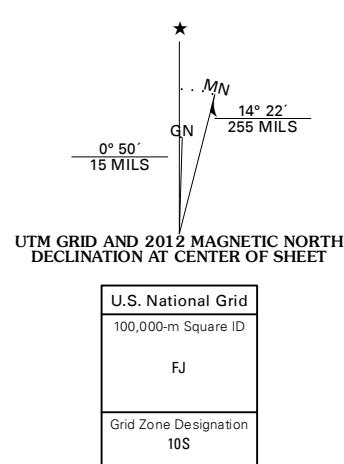 ★
MN
GN
14° 22´
255 MILS
0° 50´
15 MILS
UTM GRID AND 2012 MAGNETIC NORTH
DECLINATION AT CENTER OF SHEET
U.S. National Grid
100,000-m Square ID
FJ
Grid Zone Designation
10S